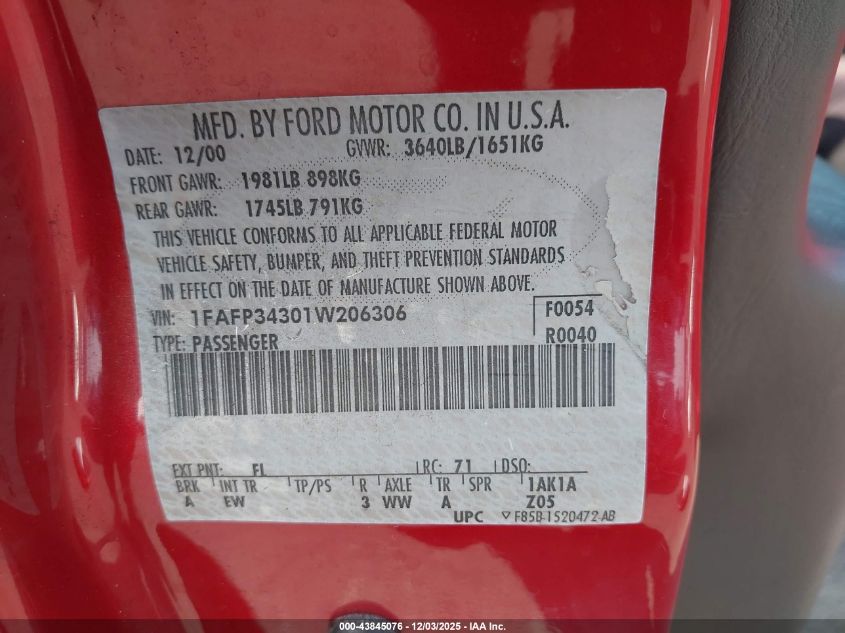 MFD. BY FORD MOTOR CO. IN U.S.A.
DATE: 12/00 GVWR: 3640LB/1651KG
FRONT GAWR: 1981LB 898KG
REAR GAWR: 1745LB 791KG
THIS VEHICLE CONFORMS TO ALL APPLICABLE FEDERAL MOTOR
VEHICLE SAFETY, BUMPER, AND THEFT PREVENTION STANDARDS
IN EFFECT ON THE DATE OF MANUFACTURE SHOWN ABOVE.
VIN: 1FAFP34301W206306 F0054
TYPE: PASSENGER R0040
EXT PNT: FL RC: 71 DSO:
BRK INT TR TP/PS R AXLE TR SPR 1AK1A
A EW 3 WW A Z05
UPC ▽ F85B-1520472-AB
000-43845076 - 12/03/2025 - IAA Inc.